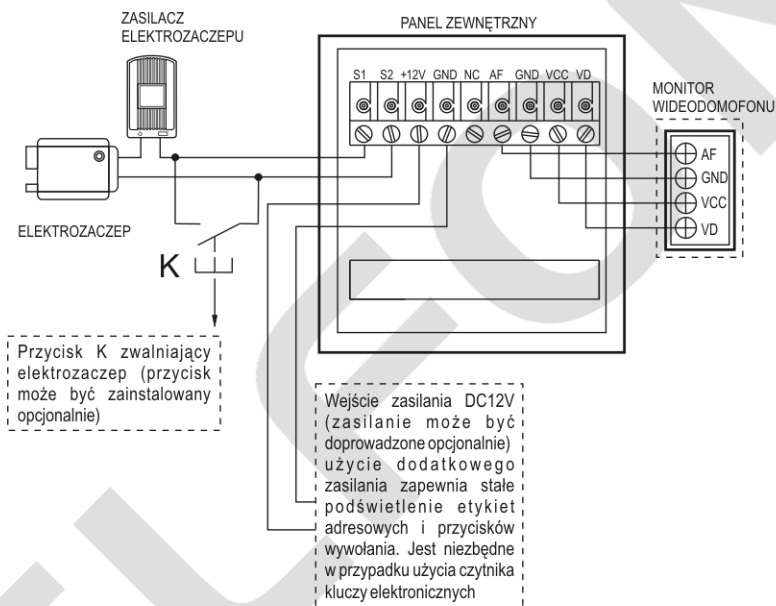 ZASILACZ
ELEKTROZACZEPU
PANEL ZEWNĘTRZNY
S1 S2 +12V GND NC AF GND VCC VD
MONITOR
WIDEODOMOFONU
AF
GND
VCC
VD
ELEKTROZACZEP
K
Przycisk K zwalniający
elektrozaczep (przycisk
może być zainstalowany
opcjonalnie)
Wejście zasilania DC12V
(zasilanie może być
doprowadzone opcjonalnie)
użycie dodatkowego
zasilania zapewnia stałe
podświetlenie etykiet
adresowych i przycisków
wywołania. Jest niezbędne
w przypadku użycia czytnika
kluczy elektronicznych